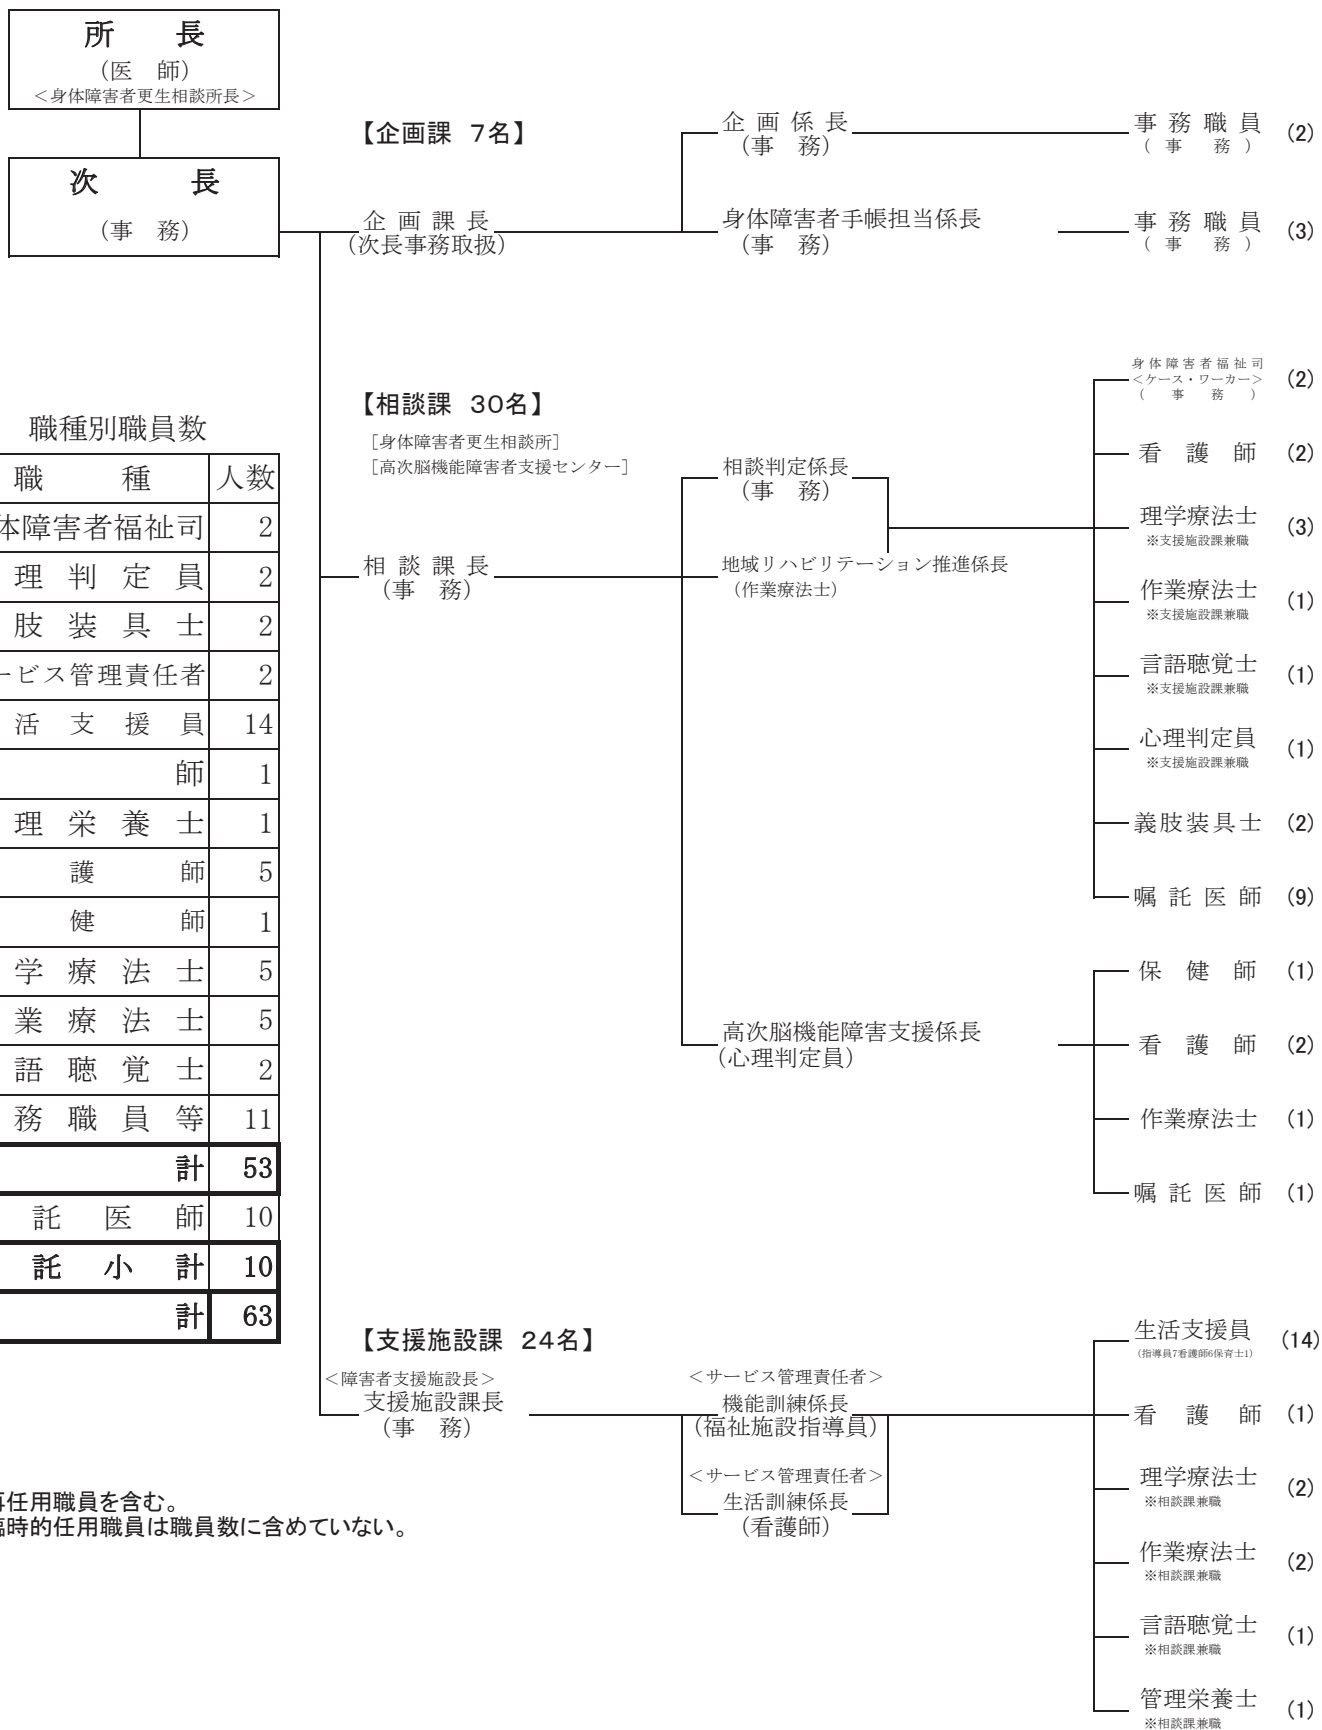 所長
(医師)
＜身体障害者更生相談所長＞
次長
(事務)
【企画課 7名】
企画課長
(次長事務取扱)
企画係長
(事務)
事務職員 (2)
(事務)
身体障害者手帳担当係長
(事務)
事務職員 (3)
(事務)
【相談課 30名】
［身体障害者更生相談所］
［高次脳機能障害者支援センター］
相談課長
(事務)
相談判定係長
(事務)
地域リハビリテーション推進係長
(作業療法士)
身体障害者福祉司 (2)
＜ケース・ワーカー＞
(事務)
看護師 (2)
理学療法士 (3)
※支援施設課兼職
作業療法士 (1)
※支援施設課兼職
言語聴覚士 (1)
※支援施設課兼職
心理判定員 (1)
※支援施設課兼職
義肢装具士 (2)
嘱託医師 (9)
高次脳機能障害支援係長
(心理判定員)
保健師 (1)
看護師 (2)
作業療法士 (1)
嘱託医師 (1)
【支援施設課 24名】
＜障害者支援施設長＞
支援施設課長
(事務)
＜サービス管理責任者＞
機能訓練係長
(福祉施設指導員)
＜サービス管理責任者＞
生活訓練係長
(看護師)
生活支援員 (14)
(指導員7看護師6保育士1)
看護師 (1)
理学療法士 (2)
※相談課兼職
作業療法士 (2)
※相談課兼職
言語聴覚士 (1)
※相談課兼職
管理栄養士 (1)
※相談課兼職
職種別職員数
職種 人数
体障害者福祉司 2
理判定員 2
肢装具士 2
ービス管理責任者 2
活支援員 14
師 1
理栄養士 1
護師 5
健師 1
学療法士 5
業療法士 5
語聴覚士 2
務職員等 11
計 53
託医師 10
託小計 10
計 63
再任用職員を含む。
臨時的任用職員は職員数に含めていない。